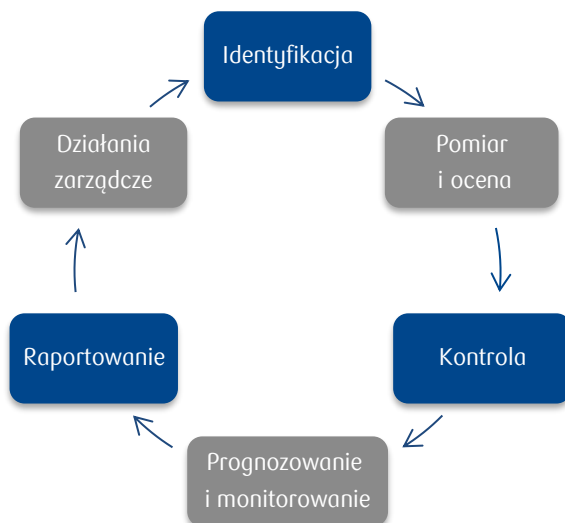 Identyfikacja
Pomiar
i ocena
Kontrola
Prognozowanie
i monitorowanie
Raportowanie
Działania
zarządcze